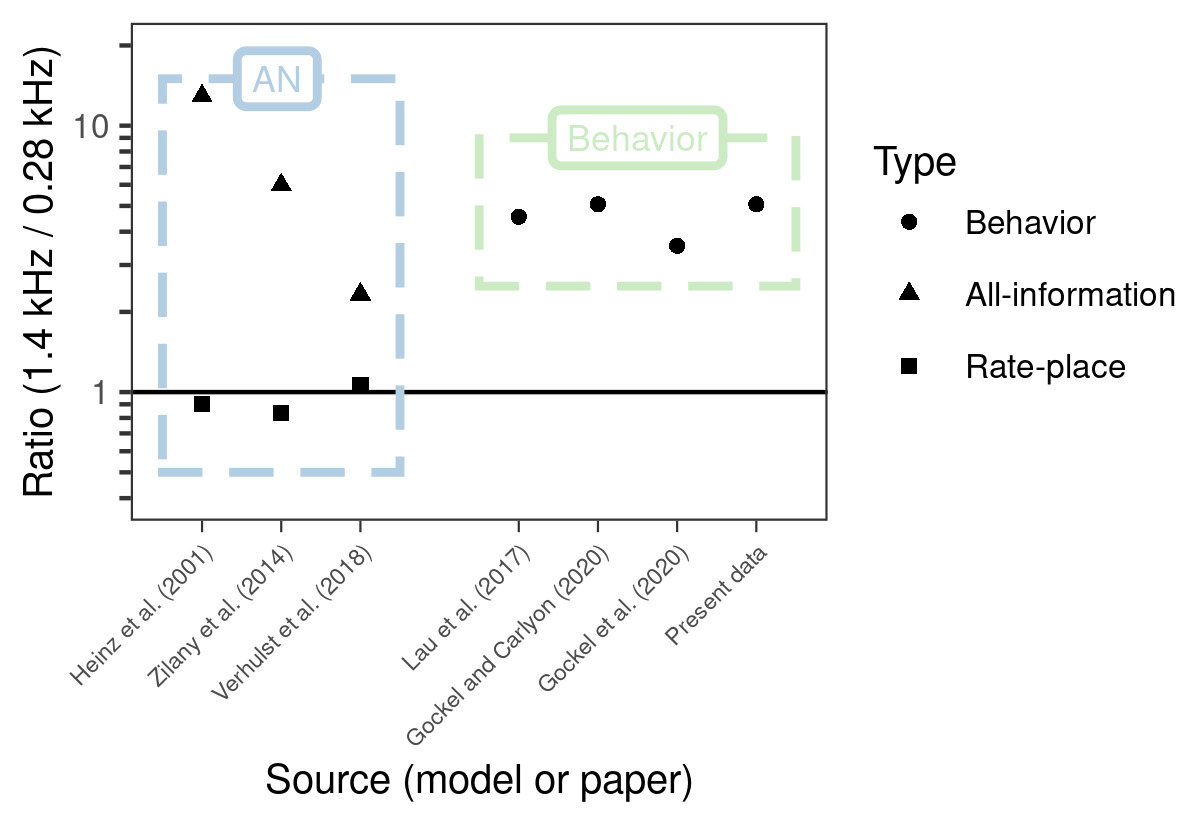 Ratio (1.4 kHz / 0.28 kHz)
10
1
AN
Behavior
Heinz et al. (2001)
Zilany et al. (2014)
Verhulst et al. (2018)
Lau et al. (2017)
Gockel and Carlyon (2020)
Gockel et al. (2020)
Present data
Source (model or paper)
Type
Behavior
All-information
Rate-place